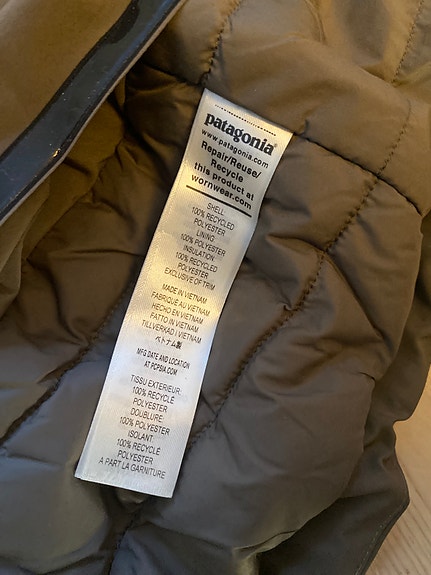 patagonia®
www.patagonia.com
Repair/Reuse/
Recycle
this product at
wornwear.com
SHELL:
100% RECYCLED
POLYESTER
LINING:
100% POLYESTER
INSULATION:
100% RECYCLED
POLYESTER
EXCLUSIVE OF TRIM
MADE IN VIETNAM
FABRIQUÉ AU VIETNAM
HECHO EN VIETNAM
FATTO IN VIETNAM
TILLVERKAD I VIETNAM
ベトナム製
MFG DATE AND LOCATION
AT PCFSIA.COM
TISSU EXTERIEUR:
100% RECYCLÉ
POLYESTER
DOUBLURE:
100% POLYESTER
ISOLANT:
100% RECYCLÉ
POLYESTER
A PART LA GARNITURE